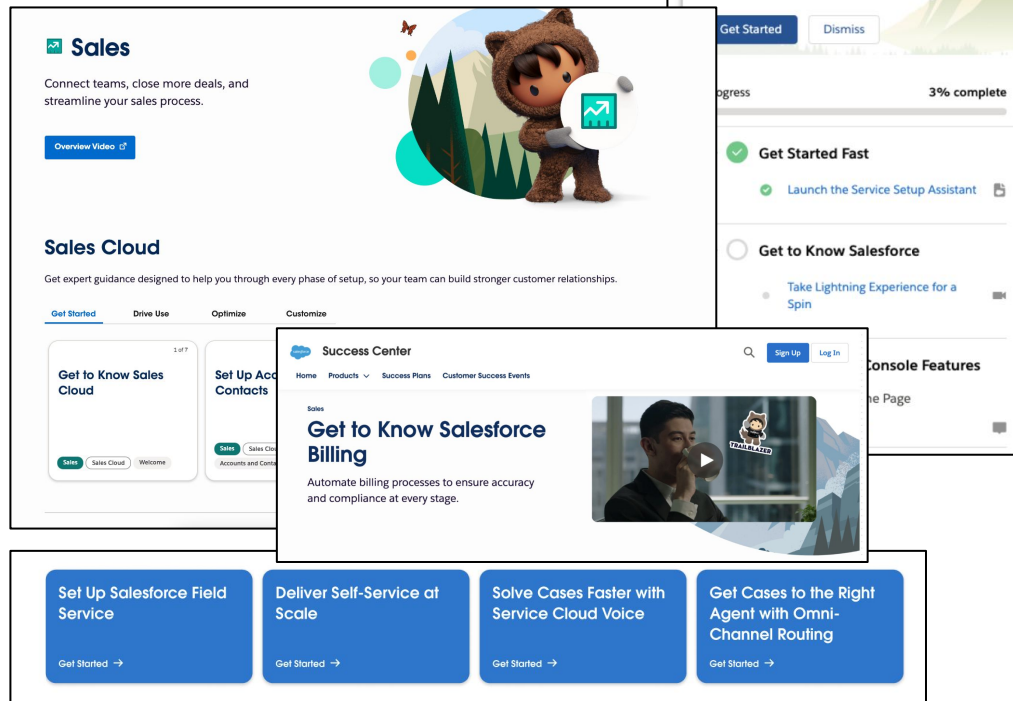 Sales
Connect teams, close more deals, and
streamline your sales process.
Overview Video
Sales Cloud
Get expert guidance designed to help you through every phase of setup, so your team can build stronger customer relationships.
Get Started Drive Use Optimize Customize
1 of 7
Get to Know Sales
Cloud
Sales Sales Cloud Welcome
Set Up Acc
Contacts
Sales Sales Clou
Accounts and Conta
Get Started Dismiss
ogress 3% complete
Get Started Fast
Launch the Service Setup Assistant
Get to Know Salesforce
Take Lightning Experience for a
Spin
Console Features
ne Page
Success Center
Sign Up Log In
Home Products Success Plans Customer Success Events
Sales
Get to Know Salesforce
Billing
Automate billing processes to ensure accuracy
and compliance at every stage.
TRAILBLAZER
Set Up Salesforce Field
Service
Get Started →
Deliver Self-Service at
Scale
Get Started →
Solve Cases Faster with
Service Cloud Voice
Get Started →
Get Cases to the Right
Agent with Omni-
Channel Routing
Get Started →